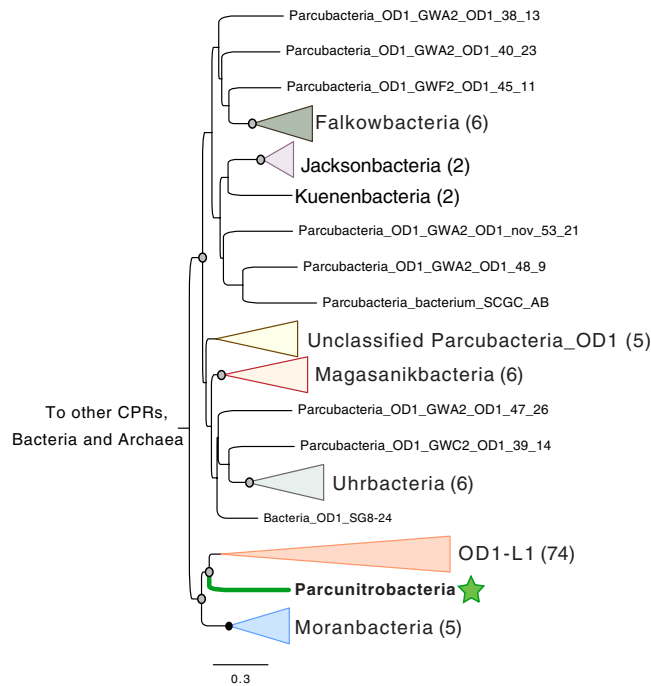 Parcubacteria_OD1_GWA2_OD1_38_13
Parcubacteria_OD1_GWA2_OD1_40_23
Parcubacteria_OD1_GWF2_OD1_45_11
Falkowbacteria (6)
Jacksonbacteria (2)
Kuenenbacteria (2)
Parcubacteria_OD1_GWA2_OD1_nov_53_21
Parcubacteria_OD1_GWA2_OD1_48_9
Parcubacteria_bacterium_SCGC_AB
Unclassified Parcubacteria_OD1 (5)
Magasanikbacteria (6)
Parcubacteria_OD1_GWA2_OD1_47_26
To other CPRs,
Bacteria and Archaea
Parcubacteria_OD1_GWC2_OD1_39_14
Uhrbacteria (6)
Bacteria_OD1_SG8-24
OD1-L1 (74)
Parcunitrobacteria
Moranbacteria (5)
0.3